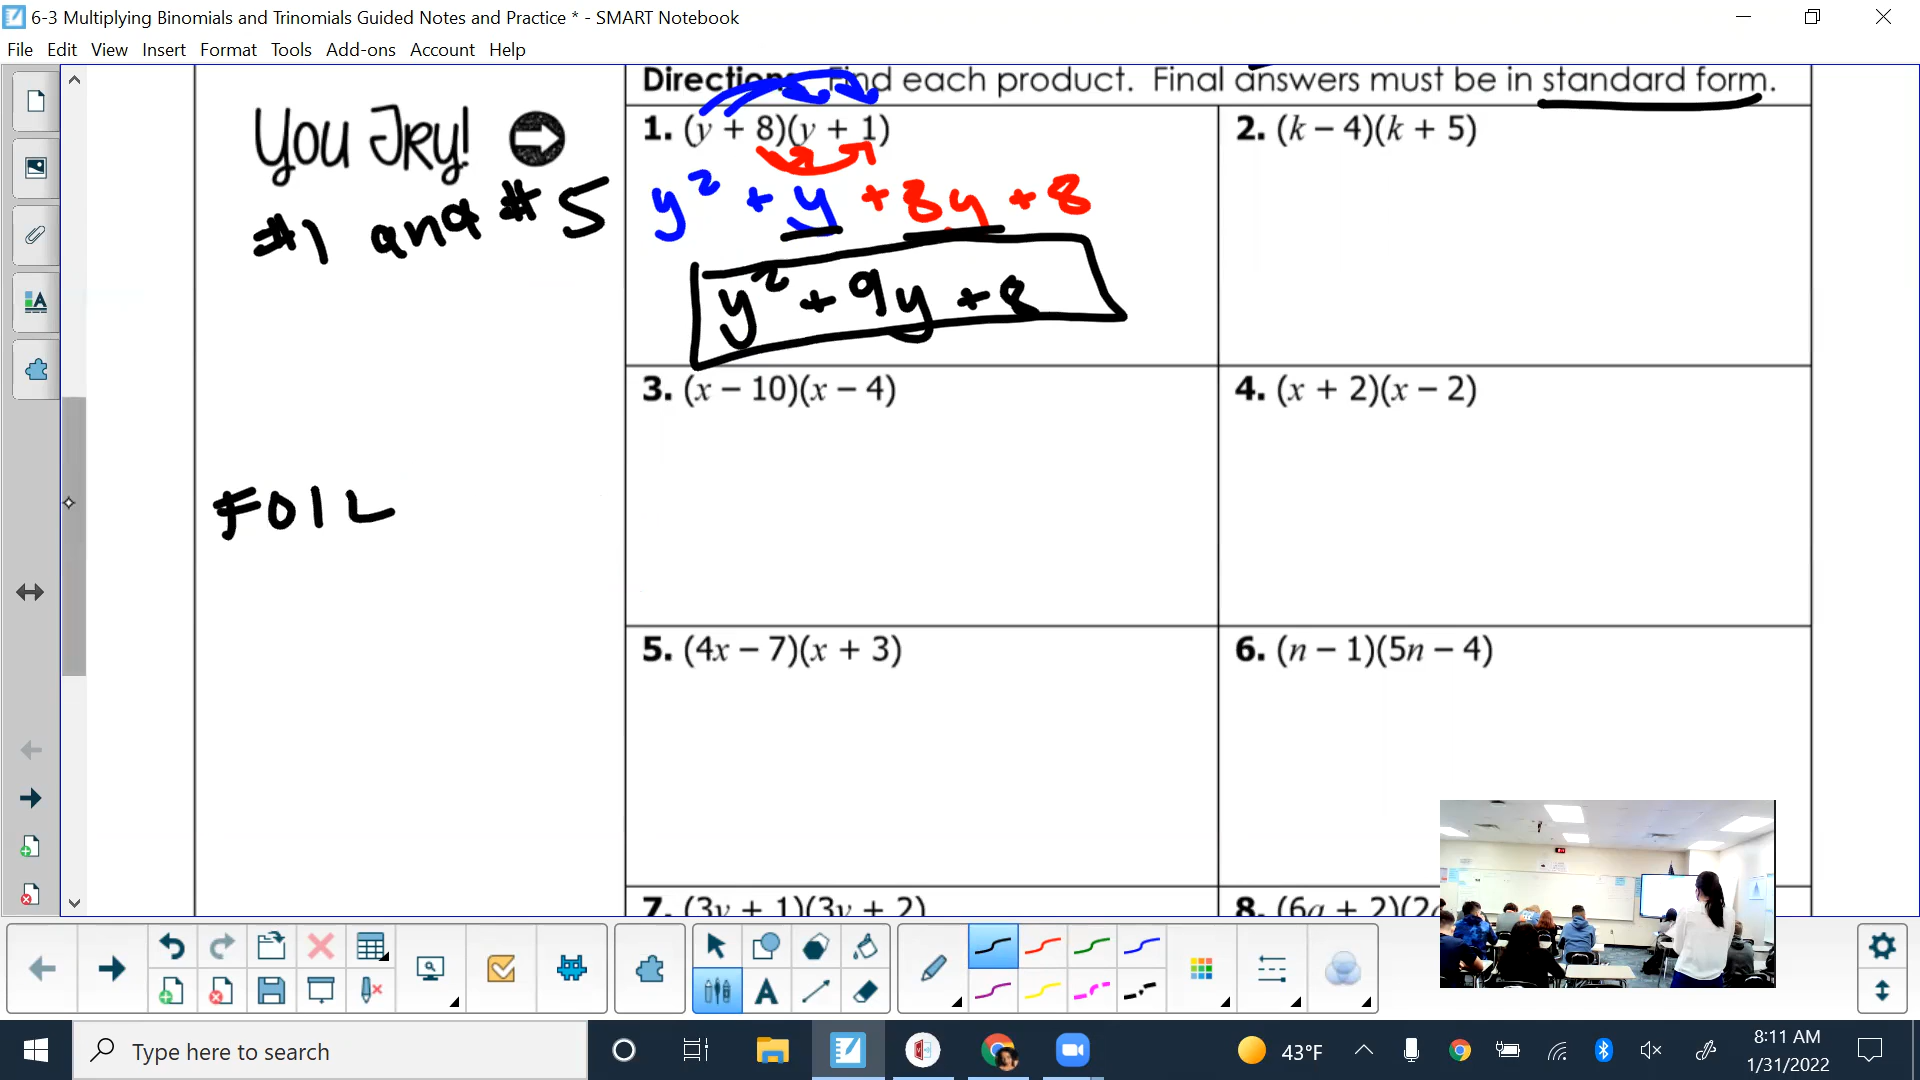 6-3 Multiplying Binomials and Trinomials Guided Notes and Practice * - SMART Notebook
File Edit View Insert Format Tools Add-ons Account Help
Directions Find each product. Final answers must be in standard form.
You Try!
#1 and #5
FOIL
1. (y + 8)(y + 1)
y² + y + 8y + 8
y² + 9y + 8
2. (k – 4)(k + 5)
3. (x – 10)(x – 4)
4. (x + 2)(x – 2)
5. (4x – 7)(x + 3)
6. (n – 1)(5n – 4)
7. (3y + 1)(3y + 2)
8. (6a + 2)(2
Type here to search
43°F
8:11 AM
1/31/2022